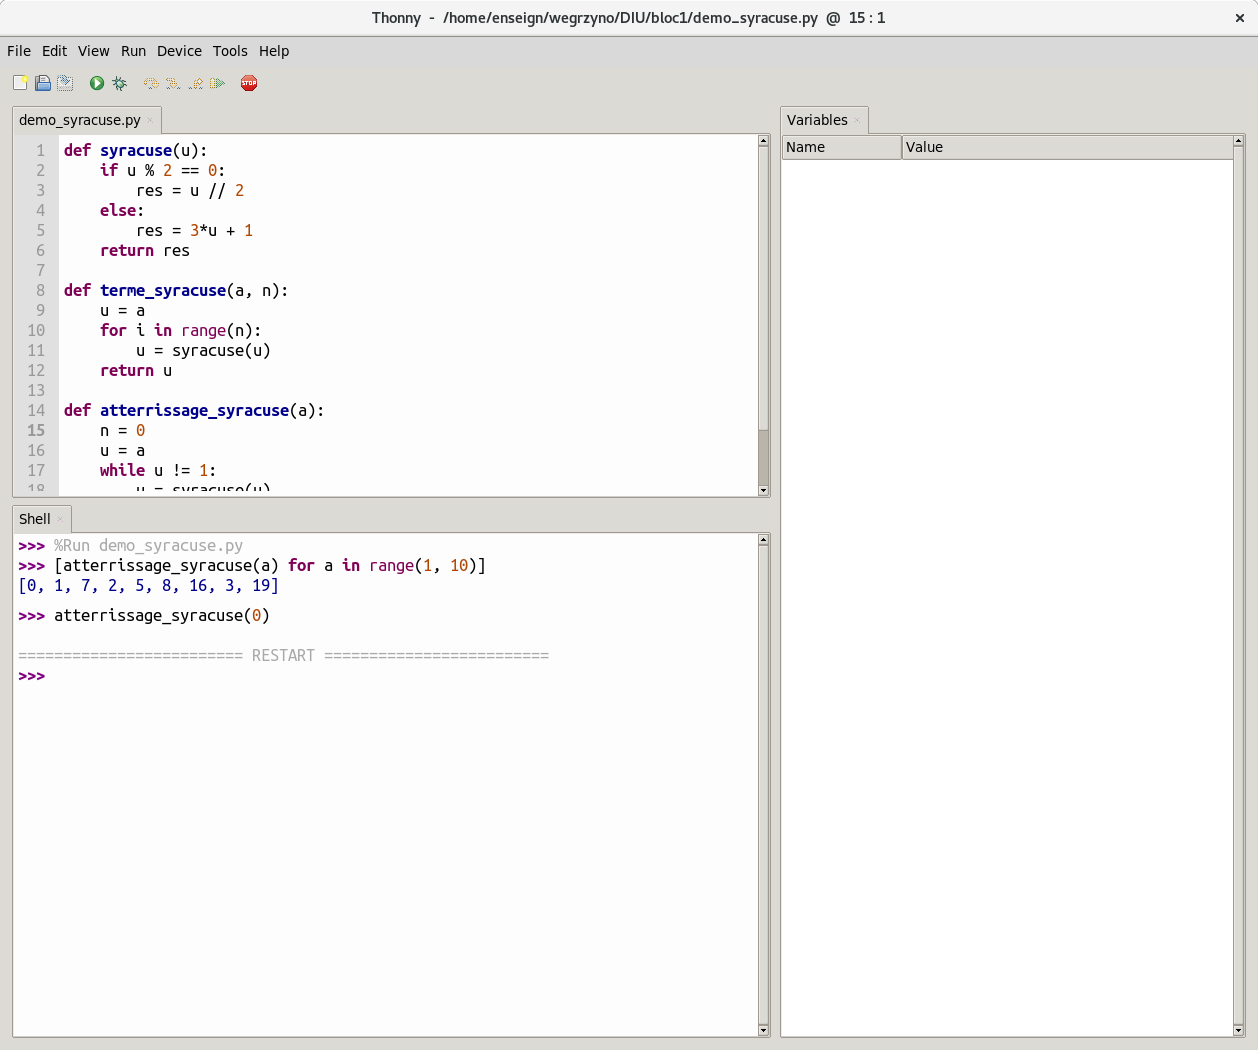 Thonny - /home/enseign/wegrzyno/DIU/bloc1/demo_syracuse.py @ 15 : 1
File Edit View Run Device Tools Help
STOP
demo_syracuse.py
1 def syracuse(u):
2     if u % 2 == 0:
3         res = u // 2
4     else:
5         res = 3*u + 1
6     return res
7
8 def terme_syracuse(a, n):
9     u = a
10     for i in range(n):
11         u = syracuse(u)
12     return u
13
14 def atterrissage_syracuse(a):
15     n = 0
16     u = a
17     while u != 1:
18         u = syracuse(u)
Shell
>>> %Run demo_syracuse.py
>>> [atterrissage_syracuse(a) for a in range(1, 10)]
[0, 1, 7, 2, 5, 8, 16, 3, 19]
>>> atterrissage_syracuse(0)
========================= RESTART =========================
>>>
Variables
Name Value